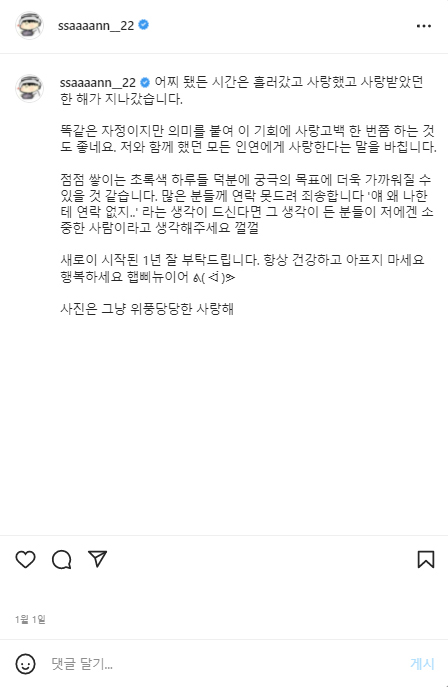 ssaaaann__22
ssaaaann__22 어찌 됐든 시간은 흘러갔고 사랑했고 사랑받았던
한 해가 지나갔습니다.
똑같은 자정이지만 의미를 붙여 이 기회에 사랑고백 한 번쯤 하는 것
도 좋네요. 저와 함께 했던 모든 인연에게 사랑한다는 말을 바칩니다.
점점 쌓이는 초록색 하루들 덕분에 궁극의 목표에 더욱 가까워질 수
있을 것 같습니다. 많은 분들께 연락 못드려 죄송합니다 '얘 왜 나한
테 연락 없지..' 라는 생각이 드신다면 그 생각이 든 분들이 저에겐 소
중한 사람이라고 생각해주세요 껄껄
새로이 시작된 1년 잘 부탁드립니다. 항상 건강하고 아프지 마세요
행복하세요 햅삐뉴이어
사진은 그냥 위풍당당한 사랑해
1월 1일
댓글 달기...
게시